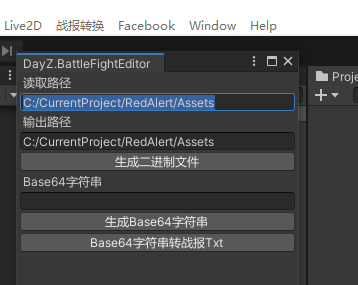 Live2D 战报转换 Facebook Window Help
DayZ.BattleFightEditor
读取路径
C:/CurrentProject/RedAlert/Assets
输出路径
C:/CurrentProject/RedAlert/Assets
生成二进制文件
Base64字符串
生成Base64字符串
Base64字符串转战报Txt
Proje